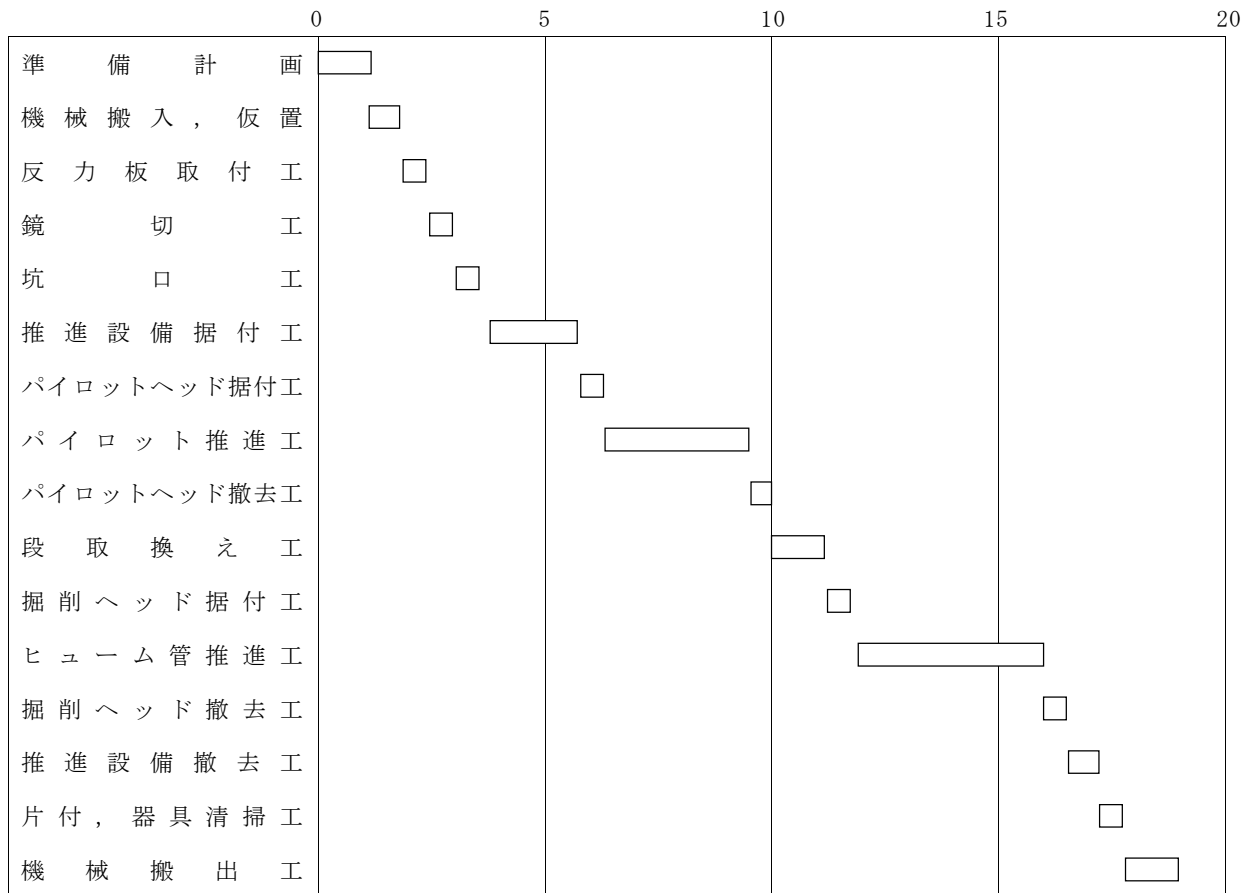 0 5 10 15 20
準備計画
機械搬入，仮置
反力板取付工
鏡切工
坑口工
推進設備据付工
パイロットヘッド据付工
パイロット推進工
パイロットヘッド撤去工
段取換え工
掘削ヘッド据付工
ヒューム管推進工
掘削ヘッド撤去工
推進設備撤去工
片付，器具清掃工
機械搬出工